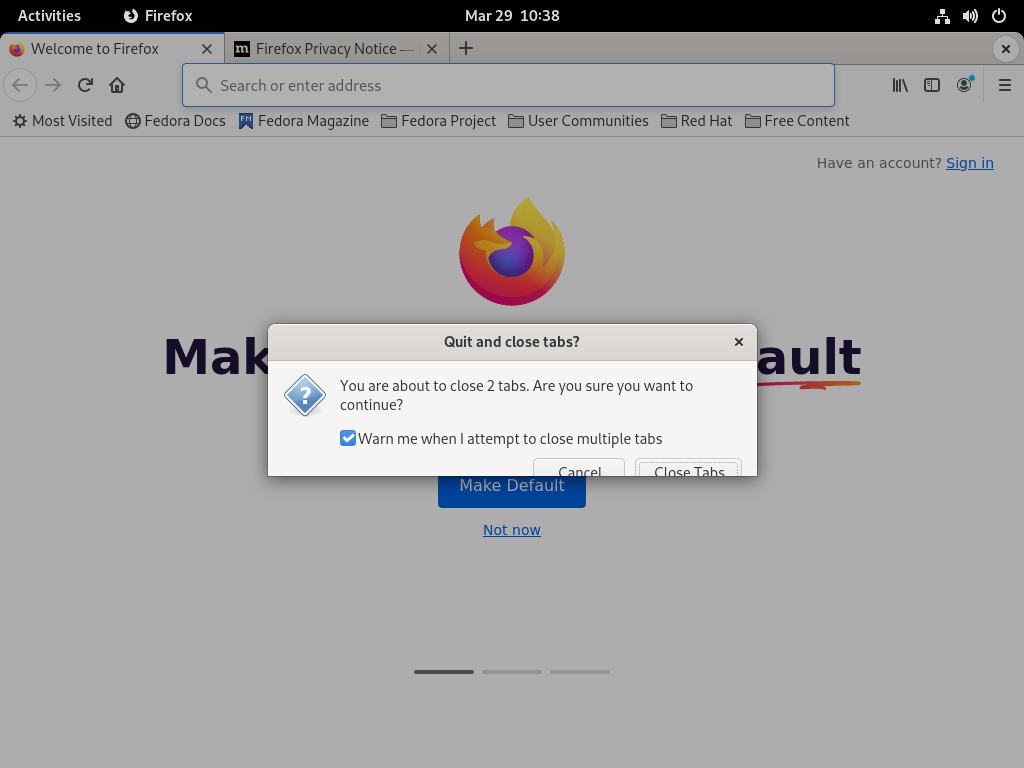 Activities Firefox Mar 29 10:38
Welcome to Firefox Firefox Privacy Notice —
Search or enter address
Most Visited Fedora Docs FM Fedora Magazine Fedora Project User Communities Red Hat Free Content
Have an account? Sign in
Mak ault
Quit and close tabs?
? You are about to close 2 tabs. Are you sure you want to
continue?
Warn me when I attempt to close multiple tabs
Cancel Close Tabs
Make Default
Not now